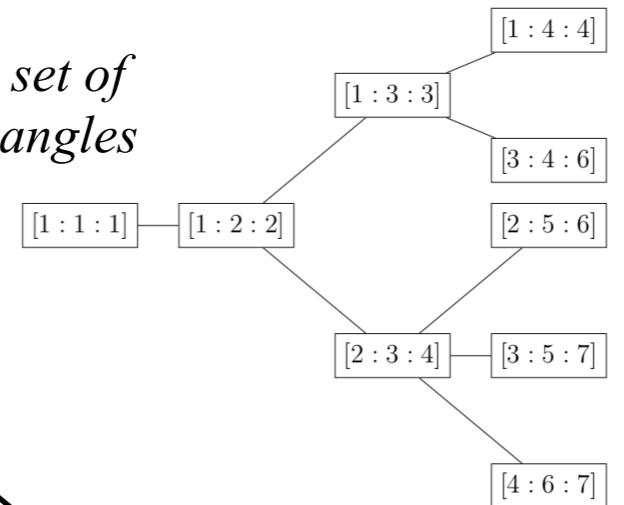 set of
angles
[1 : 4 : 4]
[1 : 3 : 3]
[3 : 4 : 6]
[1 : 1 : 1]
[1 : 2 : 2]
[2 : 5 : 6]
[2 : 3 : 4]
[3 : 5 : 7]
[4 : 6 : 7]